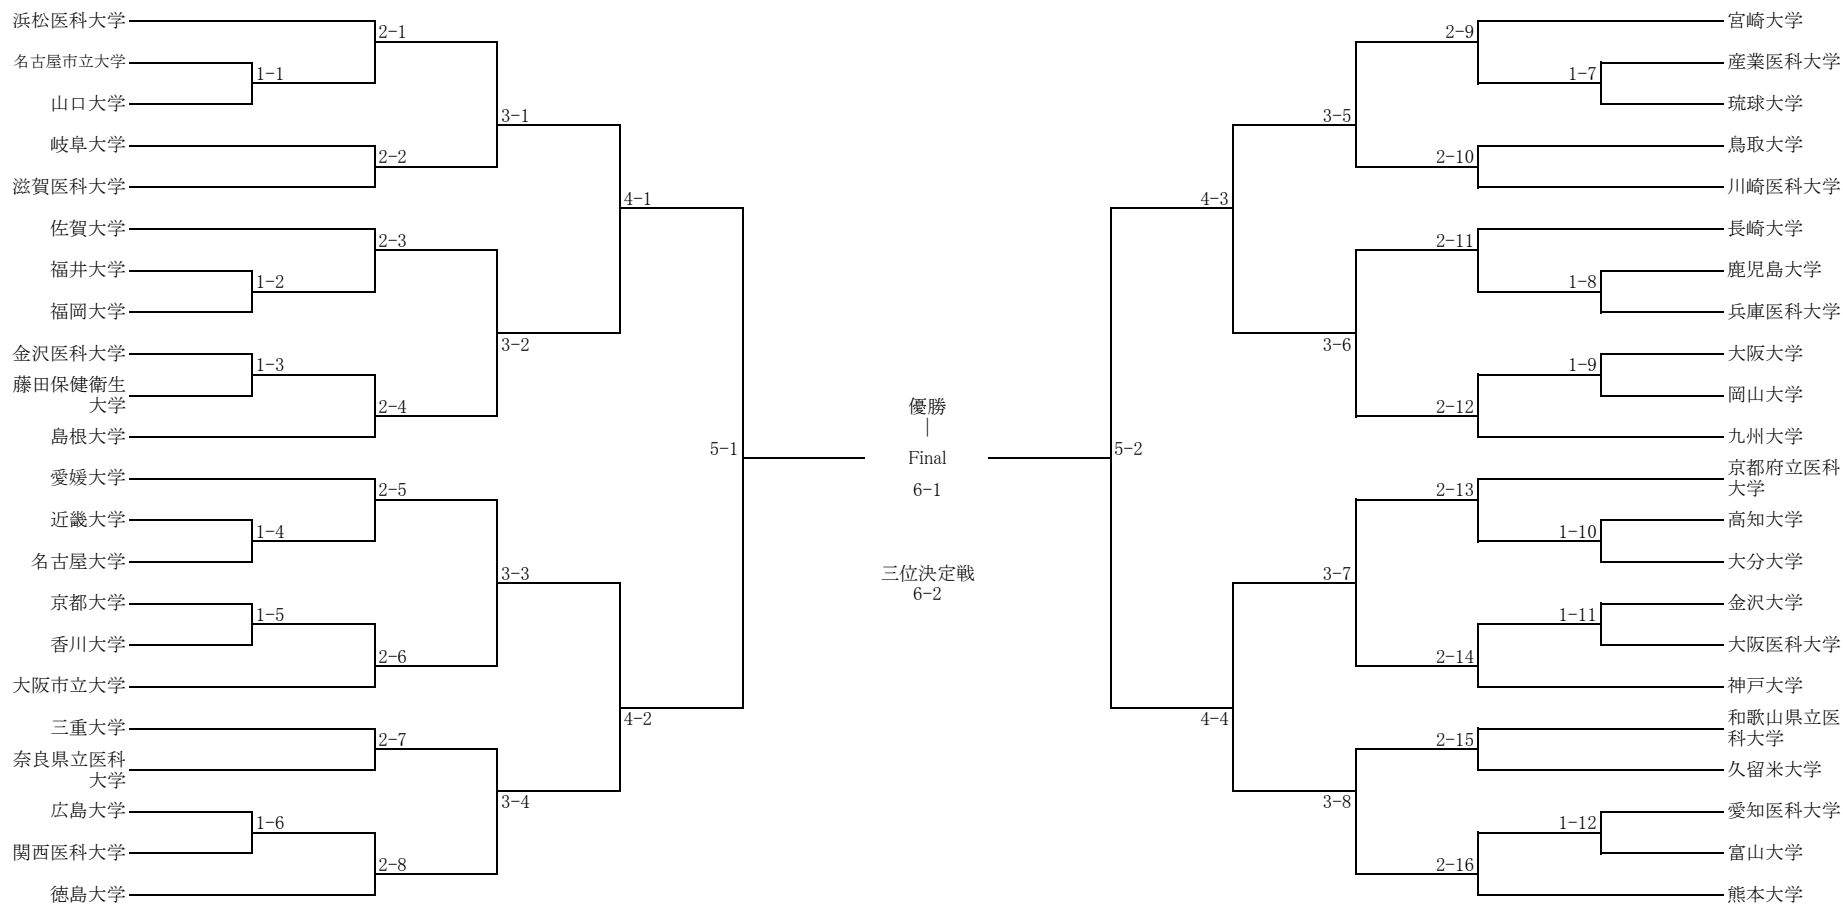 浜松医科大学
2-1
名古屋市立大学
1-1
山口大学
3-1
岐阜大学
2-2
滋賀医科大学
4-1
佐賀大学
2-3
福井大学
1-2
福岡大学
3-2
金沢医科大学
1-3
藤田保健衛生
大学
2-4
島根大学
5-1
愛媛大学
2-5
近畿大学
1-4
名古屋大学
3-3
京都大学
1-5
香川大学
2-6
大阪市立大学
4-2
三重大学
2-7
奈良県立医科
大学
3-4
広島大学
1-6
関西医科大学
2-8
徳島大学
優勝
|
Final
6-1
三位決定戦
6-2
宮崎大学
2-9
産業医科大学
1-7
琉球大学
3-5
鳥取大学
2-10
川崎医科大学
4-3
長崎大学
2-11
鹿児島大学
1-8
兵庫医科大学
3-6
大阪大学
1-9
岡山大学
2-12
九州大学
5-2
京都府立医科
大学
2-13
高知大学
1-10
大分大学
3-7
金沢大学
1-11
大阪医科大学
2-14
神戸大学
4-4
和歌山県立医
科大学
2-15
久留米大学
3-8
愛知医科大学
1-12
富山大学
2-16
熊本大学